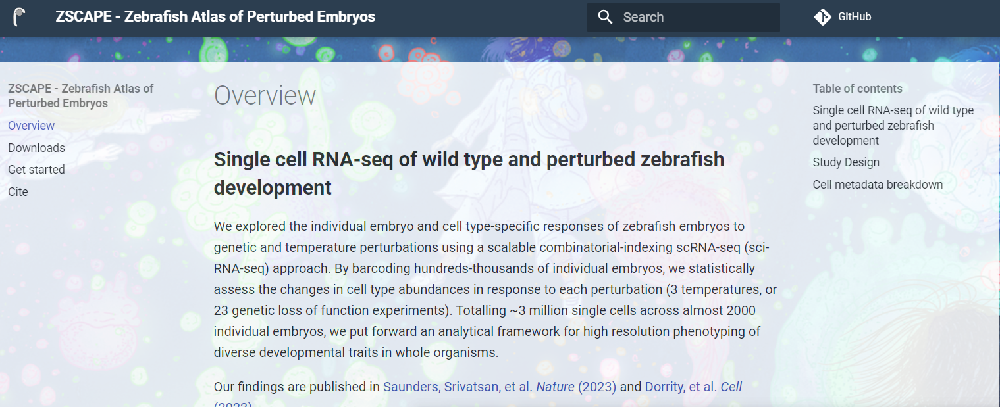 ZSCAPE - Zebrafish Atlas of Perturbed Embryos
Search
GitHub
ZSCAPE - Zebrafish Atlas of
Perturbed Embryos
Overview
Downloads
Get started
Cite
Overview
Single cell RNA-seq of wild type and perturbed zebrafish
development
We explored the individual embryo and cell type-specific responses of zebrafish embryos to
genetic and temperature perturbations using a scalable combinatorial-indexing scRNA-seq (sci-
RNA-seq) approach. By barcoding hundreds-thousands of individual embryos, we statistically
assess the changes in cell type abundances in response to each perturbation (3 temperatures, or
23 genetic loss of function experiments). Totalling ~3 million single cells across almost 2000
individual embryos, we put forward an analytical framework for high resolution phenotyping of
diverse developmental traits in whole organisms.
Our findings are published in Saunders, Srivatsan, et al. Nature (2023) and Dorrity, et al. Cell
(2023)
Table of contents
Single cell RNA-seq of wild type
and perturbed zebrafish
development
Study Design
Cell metadata breakdown